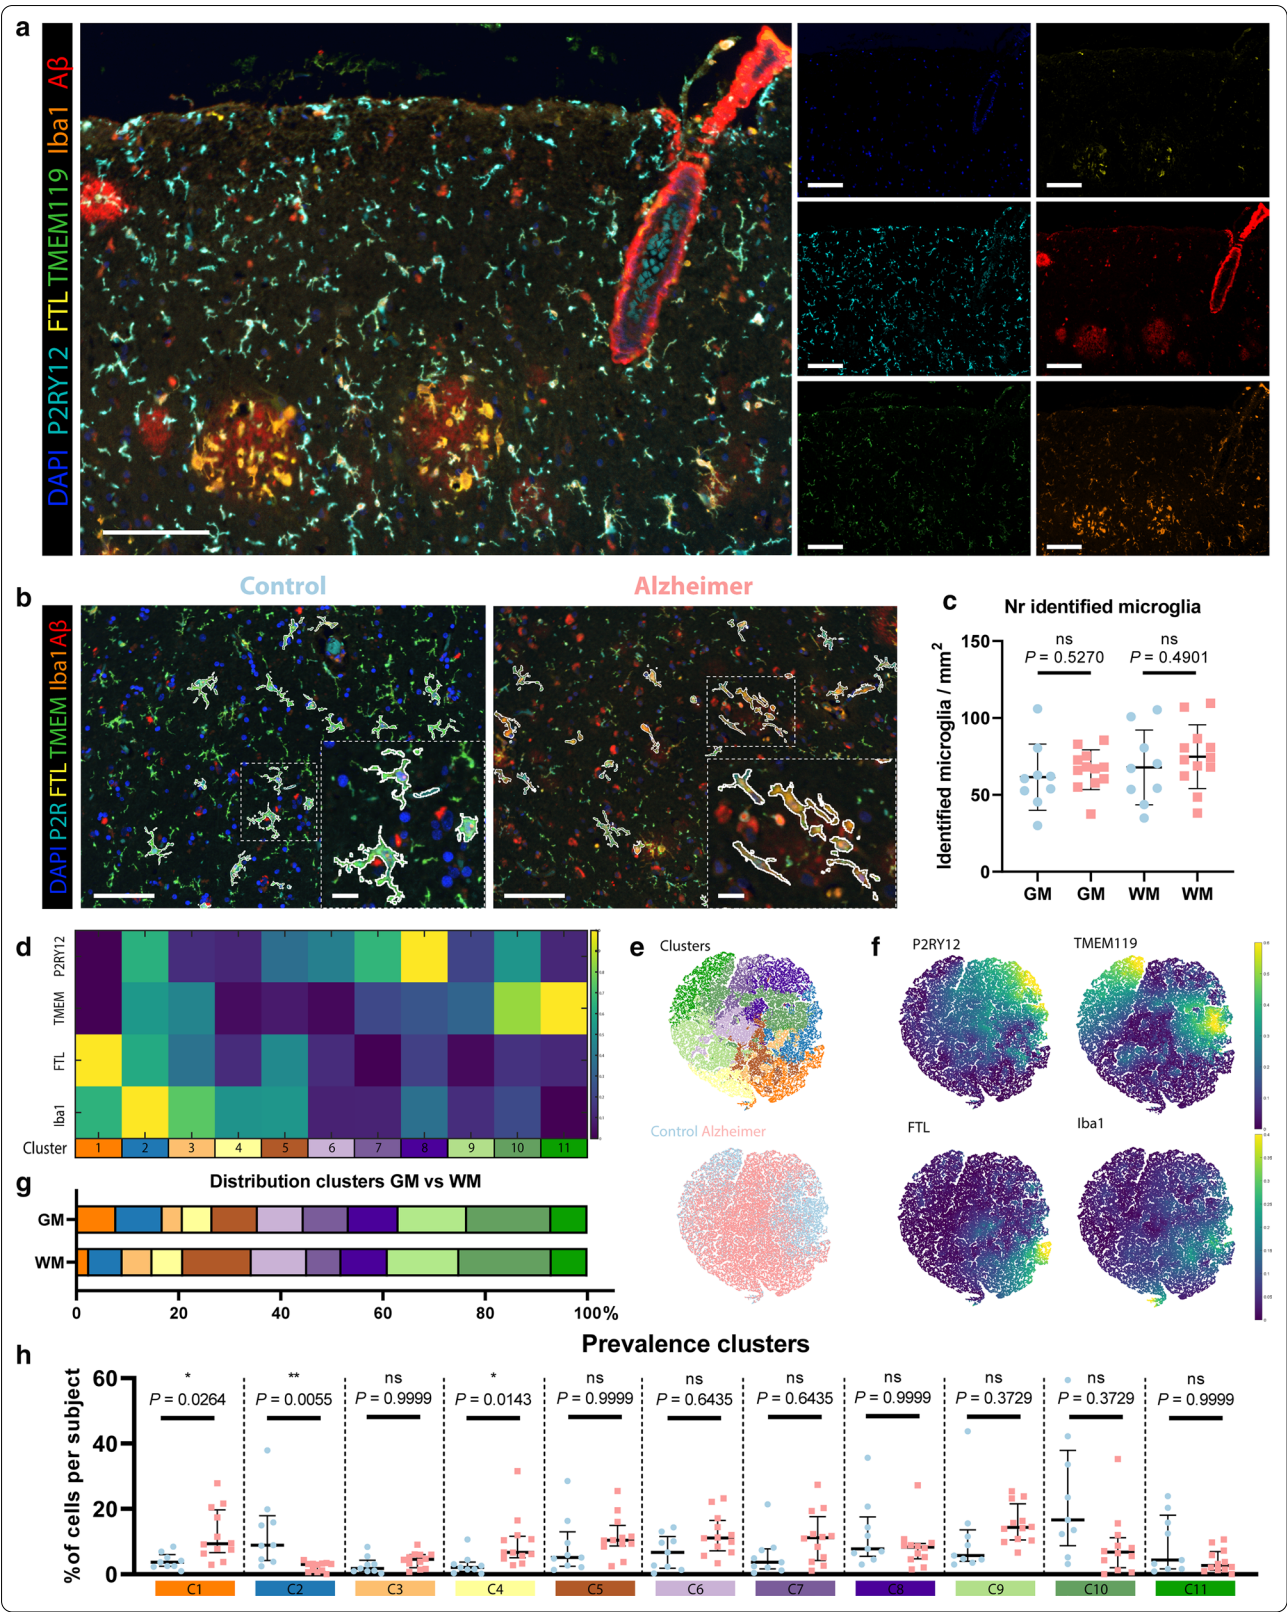 a
DAPI P2RY12 FTL TMEM119 Iba1 Aβ
b
Control
Alzheimer
DAPI P2R FTL TMEM Iba1 Aβ
c
Nr identified microglia
ns
ns
P = 0.5270
P = 0.4901
Identified microglia / mm2
150
100
50
0
GM GM WM WM
d
P2RY12
TMEM
FTL
Iba1
Cluster 1 2 3 4 5 6 7 8 9 10 11
e
Clusters
Control Alzheimer
f
P2RY12
TMEM119
FTL
Iba1
g
Distribution clusters GM vs WM
GM
WM
0 20 40 60 80 100%
h
Prevalence clusters
%of cells per subject
60
40
20
0
* ** ns * ns ns ns ns ns ns ns
P = 0.0264 P = 0.0055 P = 0.9999 P = 0.0143 P = 0.9999 P = 0.6435 P = 0.6435 P = 0.9999 P = 0.3729 P = 0.3729 P = 0.9999
C1 C2 C3 C4 C5 C6 C7 C8 C9 C10 C11